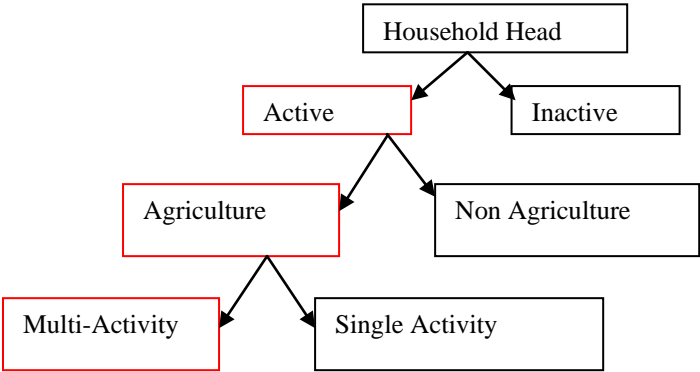 Household Head
Active
Inactive
Agriculture
Non Agriculture
Multi-Activity
Single Activity